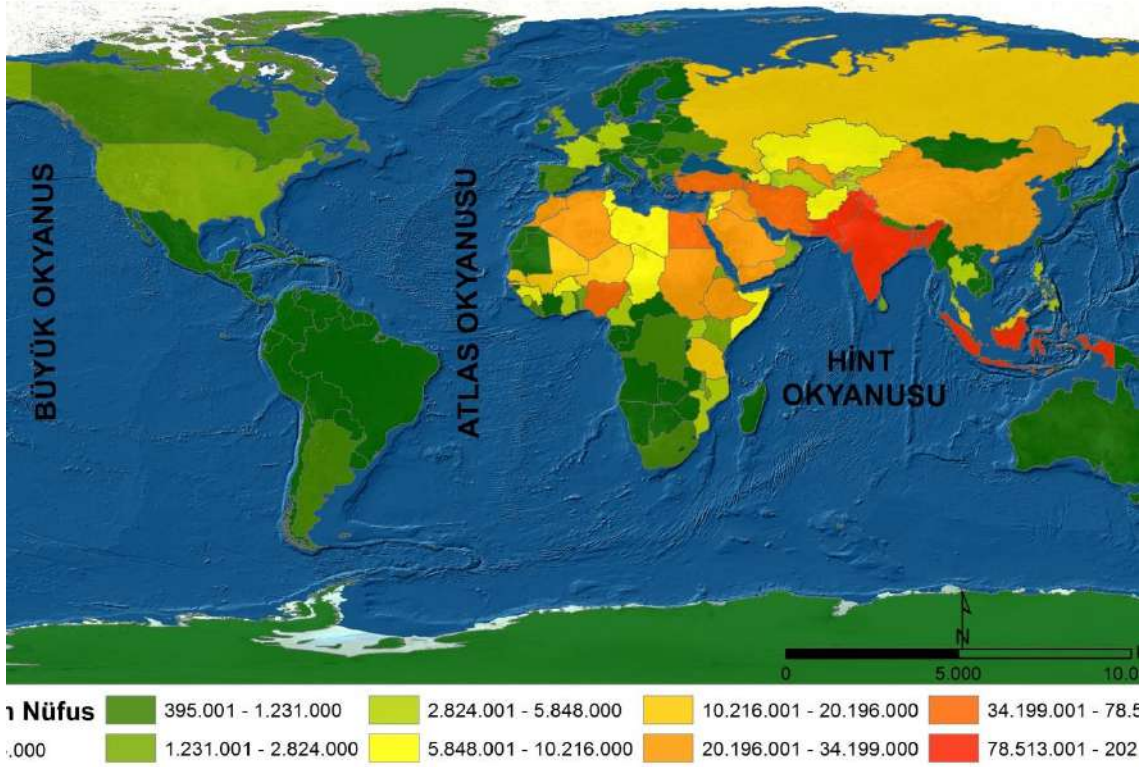 BÜYÜK OKYANUS
ATLAS OKYANUSU
HİNT
OKYANUSU
N
0 5.000 10.0
Nüfus
395.001 - 1.231.000
2.824.001 - 5.848.000
10.216.001 - 20.196.000
34.199.001 - 78.5
.000
1.231.001 - 2.824.000
5.848.001 - 10.216.000
20.196.001 - 34.199.000
78.513.001 - 202